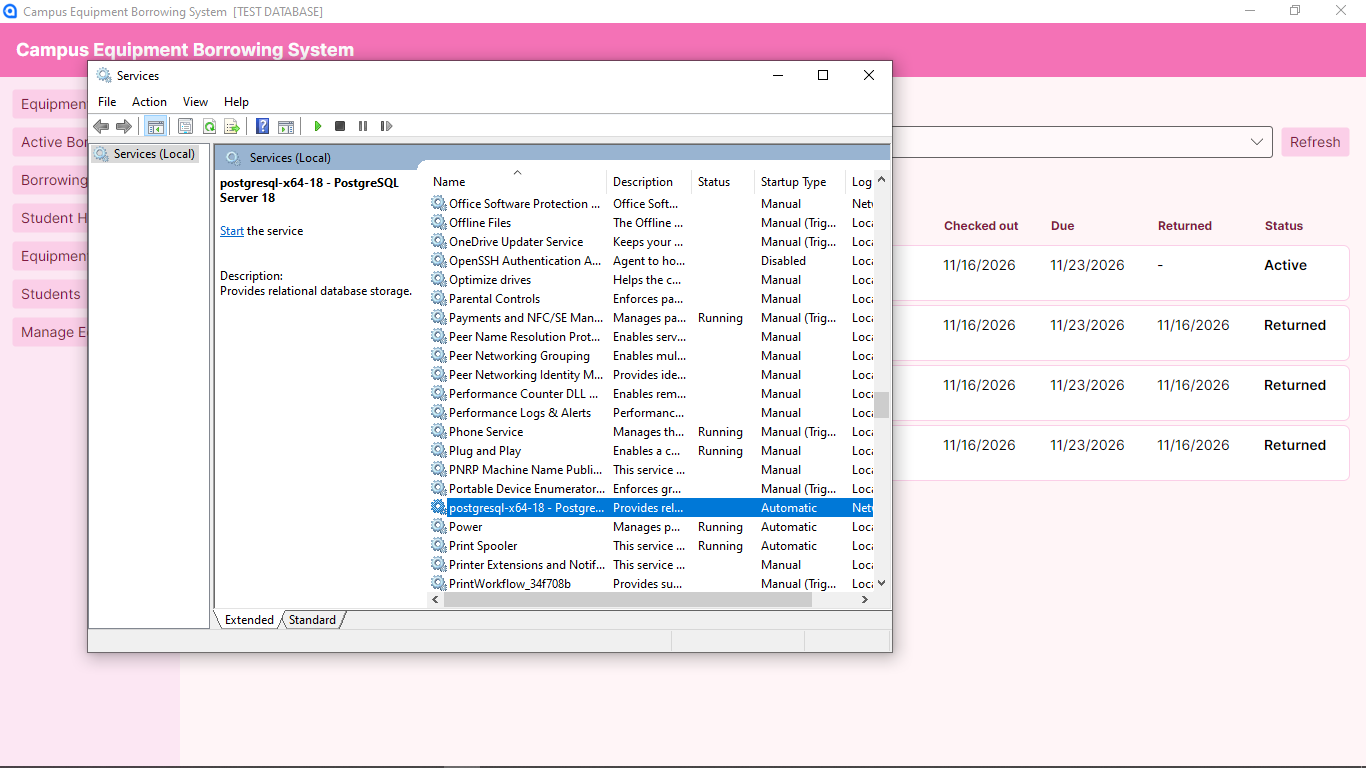 Campus Equipment Borrowing System [TEST DATABASE]
Campus Equipment Borrowing System
Equipmen
Active Bor
Borrowing
Student H
Equipmen
Students
Manage E
Services
File Action View Help
Services (Local)
Services (Local)
postgresql-x64-18 - PostgreSQL
Server 18
Start the service
Description:
Provides relational database storage.
Name Description Status Startup Type Log
Office Software Protection ... Office Soft... Manual Net
Offline Files The Offline ... Manual (Trig... Loca
OneDrive Updater Service Keeps your ... Manual (Trig... Loca
OpenSSH Authentication A... Agent to ho... Disabled Loca
Optimize drives Helps the c... Manual Loca
Parental Controls Enforces pa... Manual Loca
Payments and NFC/SE Man... Manages pa... Running Manual (Trig... Loca
Peer Name Resolution Prot... Enables serv... Manual Loca
Peer Networking Grouping Enables mul... Manual Loca
Peer Networking Identity M... Provides ide... Manual Loca
Performance Counter DLL ... Enables rem... Manual Loca
Performance Logs & Alerts Performanc... Manual Loca
Phone Service Manages th... Running Manual (Trig... Loca
Plug and Play Enables a c... Running Manual Loca
PNRP Machine Name Publi... This service ... Manual Loca
Portable Device Enumerator... Enforces gr... Manual (Trig... Loca
postgresql-x64-18 - Postgre... Provides rel... Automatic Net
Power Manages p... Running Automatic Loca
Print Spooler This service ... Running Automatic Loca
Printer Extensions and Notif... This service ... Manual Loca
PrintWorkflow_34f708b Provides su... Manual (Trig... Loca
Extended Standard
Refresh
Checked out Due Returned Status
11/16/2026 11/23/2026 - Active
11/16/2026 11/23/2026 11/16/2026 Returned
11/16/2026 11/23/2026 11/16/2026 Returned
11/16/2026 11/23/2026 11/16/2026 Returned